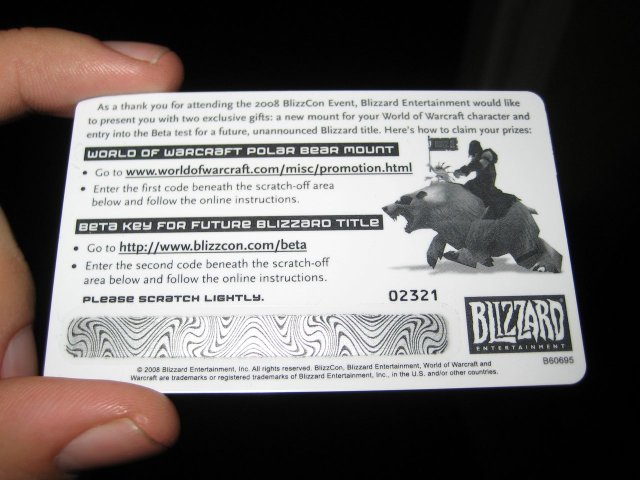 As a thank you for attending the 2008 BlizzCon Event, Blizzard Entertainment would like
to present you with two exclusive gifts: a new mount for your World of Warcraft character and
entry into the Beta test for a future, unannounced Blizzard title. Here's how to claim your prizes:
WORLD OF WARCRAFT POLAR BEAR MOUNT
• Go to www.worldofwarcraft.com/misc/promotion.html
• Enter the first code beneath the scratch-off area
below and follow the online instructions.
BETA KEY FOR FUTURE BLIZZARD TITLE
• Go to http://www.blizzcon.com/beta
• Enter the second code beneath the scratch-off
area below and follow the online instructions.
PLEASE SCRATCH LIGHTLY.
02321
BLIZZARD®
ENTERTAINMENT
B60695
© 2008 Blizzard Entertainment, Inc. All rights reserved. BlizzCon, Blizzard Entertainment, World of Warcraft and
Warcraft are trademarks or registered trademarks of Blizzard Entertainment, Inc., in the U.S. and/or other countries.